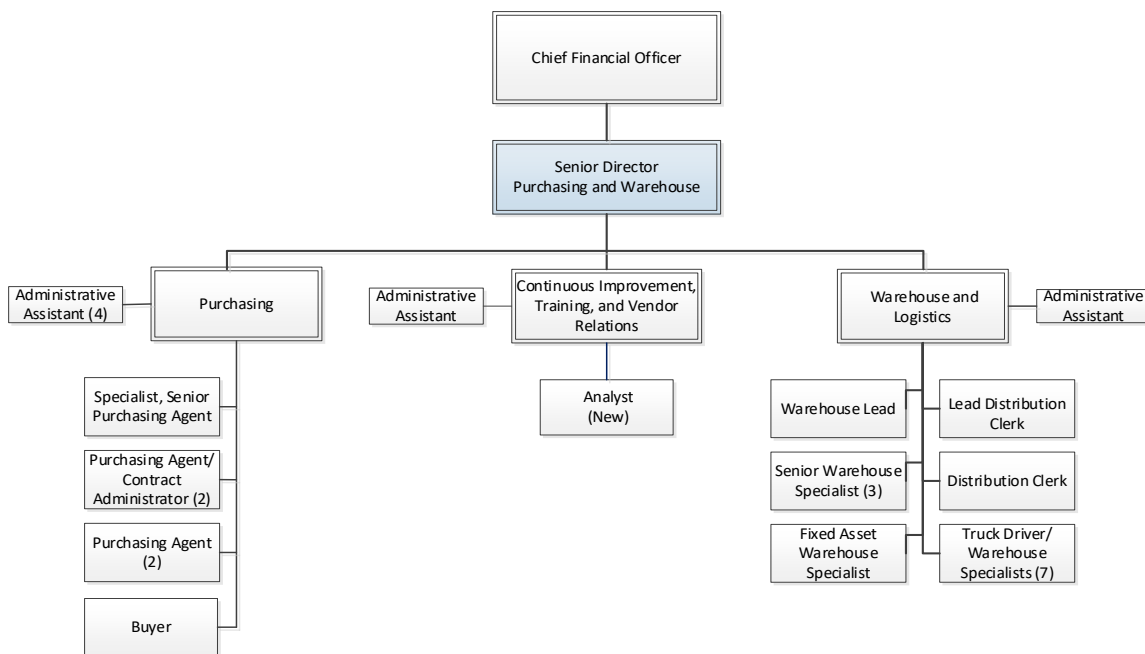 Chief Financial Officer
Senior Director
Purchasing and Warehouse
Administrative
Assistant (4)
Purchasing
Administrative
Assistant
Continuous Improvement,
Training, and Vendor
Relations
Warehouse and
Logistics
Administrative
Assistant
Specialist, Senior
Purchasing Agent
Purchasing Agent/
Contract
Administrator (2)
Purchasing Agent
(2)
Buyer
Analyst
(New)
Warehouse Lead
Lead Distribution
Clerk
Senior Warehouse
Specialist (3)
Distribution Clerk
Fixed Asset
Warehouse
Specialist
Truck Driver/
Warehouse
Specialists (7)